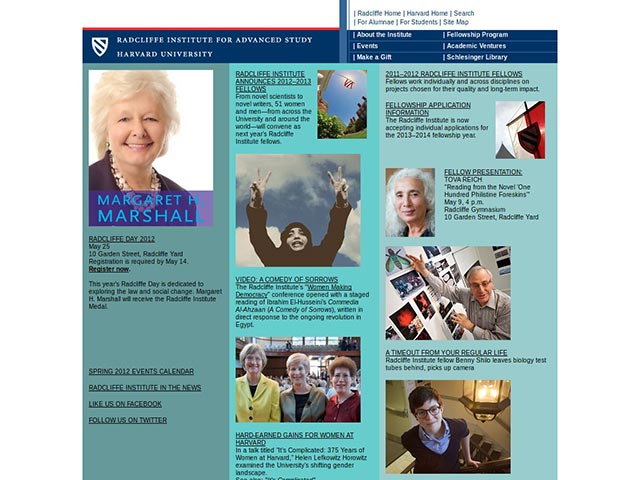 | Radcliffe Home | Harvard Home | Search
| For Alumnae | For Students | Site Map
RADCLIFFE INSTITUTE FOR ADVANCED STUDY
HARVARD UNIVERSITY
| About the Institute
| Fellowship Program
| Events
| Academic Ventures
| Make a Gift
| Schlesinger Library
MARGARET H.
MARSHALL
RADCLIFFE DAY 2012
May 25
10 Garden Street, Radcliffe Yard
Registration is required by May 14.
Register now.
This year's Radcliffe Day is dedicated to
exploring the law and social change. Margaret
H. Marshall will receive the Radcliffe Institute
Medal.
SPRING 2012 EVENTS CALENDAR
RADCLIFFE INSTITUTE IN THE NEWS
LIKE US ON FACEBOOK
FOLLOW US ON TWITTER
RADCLIFFE INSTITUTE
ANNOUNCES 2012–2013
FELLOWS
From novel scientists to
novel writers, 51 women
and men—from across the
University and around the
world—will convene as
next year's Radcliffe
Institute fellows.
VIDEO: A COMEDY OF SORROWS
The Radcliffe Institute's "Women Making
Democracy" conference opened with a staged
reading of Ibrahim El-Husseini's Commedia
Al-Ahzaan (A Comedy of Sorrows), written in
direct response to the ongoing revolution in
Egypt.
HARD-EARNED GAINS FOR WOMEN AT
HARVARD
In a talk titled "It's Complicated: 375 Years of
Women at Harvard," Helen Lefkowitz Horowitz
examined the University's shifting gender
landscape.
See also: "It's Complicated"
2011–2012 RADCLIFFE INSTITUTE FELLOWS
Fellows work individually and across disciplines on
projects chosen for their quality and long-term impact.
FELLOWSHIP APPLICATION
INFORMATION
The Radcliffe Institute is now
accepting individual applications
for the 2013–2014 fellowship year.
FELLOW PRESENTATION:
TOVA REICH
"Reading from the Novel 'One
Hundred Philistine Foreskins'"
May 9, 4 p.m.
Radcliffe Gymnasium
10 Garden Street, Radcliffe Yard
A TIMEOUT FROM YOUR REGULAR LIFE
Radcliffe Institute fellow Benny Shilo leaves biology test
tubes behind, picks up camera